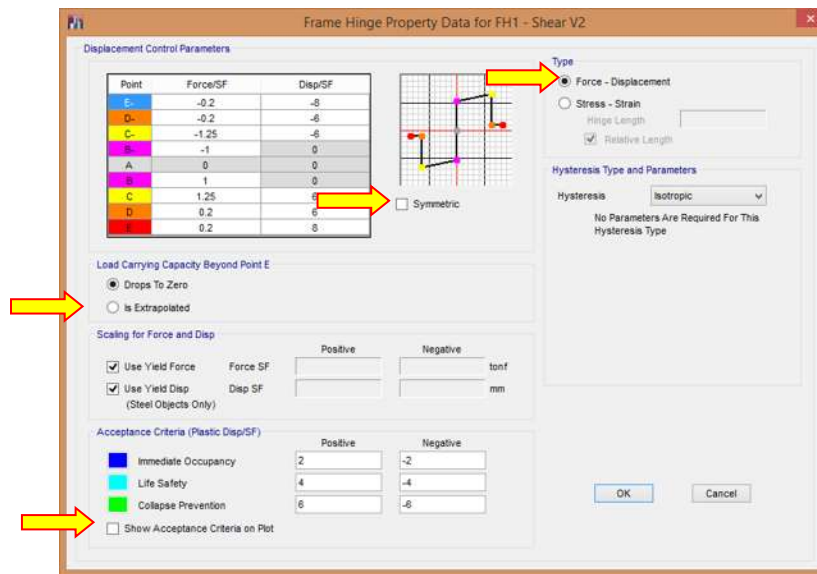 Frame Hinge Property Data for FH1 - Shear V2
Displacement Control Parameters
Point Force/SF Disp/SF
E- -0.2 -8
D- -0.2 -6
C- -1.25 -6
B- -1 0
A 0 0
B 1 0
C 1.25 6
D 0.2 6
E 0.2 8
Symmetric
Load Carrying Capacity Beyond Point E
Drops To Zero
Is Extrapolated
Scaling for Force and Disp
Positive Negative
Use Yield Force Force SF tonf
Use Yield Disp Disp SF mm
(Steel Objects Only)
Acceptance Criteria (Plastic Disp/SF)
Positive Negative
Immediate Occupancy 2 -2
Life Safety 4 -4
Collapse Prevention 6 -6
Show Acceptance Criteria on Plot
Type
Force - Displacement
Stress - Strain
Hinge Length
Relative Length
Hysteresis Type and Parameters
Hysteresis Isotropic
No Parameters Are Required For This
Hysteresis Type
OK Cancel